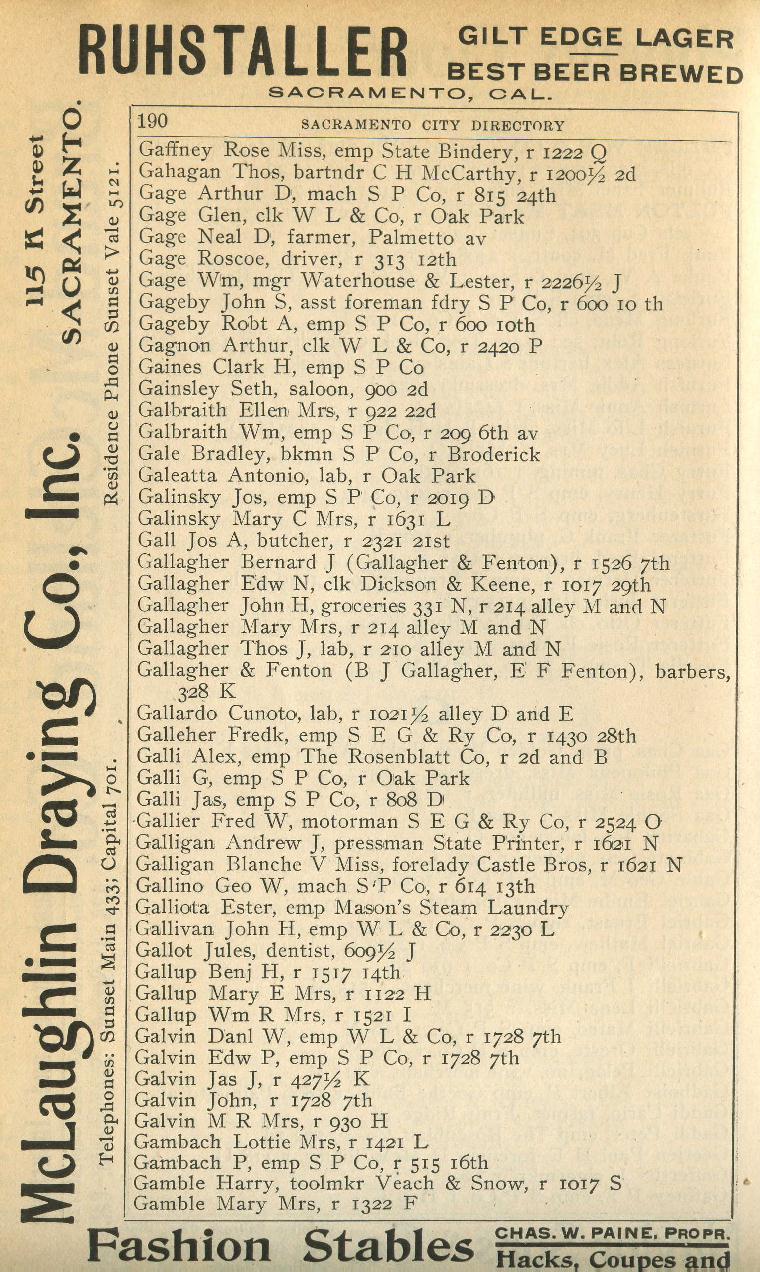 RUHSTALLER
GILT EDGE LAGER
BEST BEER BREWED
SACRAMENTO, CAL.
McLaughlin Draying Co., Inc.
115 K Street
SACRAMENTO.
Telephones: Sunset Main 433; Capital 701.
Residence Phone Sunset Vale 5121.
190 SACRAMENTO CITY DIRECTORY
Gaffney Rose Miss, emp State Bindery, r 1222 Q
Gahagan Thos, bartndr C H McCarthy, r 1200½ 2d
Gage Arthur D, mach S P Co, r 815 24th
Gage Glen, clk W L & Co, r Oak Park
Gage Neal D, farmer, Palmetto av
Gage Roscoe, driver, r 313 12th
Gage Wm, mgr Waterhouse & Lester, r 2226½ J
Gageby John S, asst foreman fdry S P Co, r 600 10 th
Gageby Robt A, emp S P Co, r 600 10th
Gagnon Arthur, clk W L & Co, r 2420 P
Gaines Clark H, emp S P Co
Gainsley Seth, saloon, 900 2d
Galbraith Ellen Mrs, r 922 22d
Galbraith Wm, emp S P Co, r 209 6th av
Gale Bradley, bkmn S P Co, r Broderick
Galeatta Antonio, lab, r Oak Park
Galinsky Jos, emp S P Co, r 2019 D
Galinsky Mary C Mrs, r 1631 L
Gall Jos A, butcher, r 2321 21st
Gallagher Bernard J (Gallagher & Fenton), r 1526 7th
Gallagher Edw N, clk Dickson & Keene, r 1017 29th
Gallagher John H, groceries 331 N, r 214 alley M and N
Gallagher Mary Mrs, r 214 alley M and N
Gallagher Thos J, lab, r 210 alley M and N
Gallagher & Fenton (B J Gallagher, E F Fenton), barbers,
328 K
Gallardo Cunoto, lab, r 1021½ alley D and E
Galleher Fredk, emp S E G & Ry Co, r 1430 28th
Galli Alex, emp The Rosenblatt Co, r 2d and B
Galli G, emp S P Co, r Oak Park
Galli Jas, emp S P Co, r 808 D
Gallier Fred W, motorman S E G & Ry Co, r 2524 O
Galligan Andrew J, pressman State Printer, r 1621 N
Galligan Blanche V Miss, forelady Castle Bros, r 1621 N
Gallino Geo W, mach S P Co, r 614 13th
Galliota Ester, emp Mason's Steam Laundry
Gallivan John H, emp W L & Co, r 2230 L
Gallot Jules, dentist, 609½ J
Gallup Benj H, r 1517 14th
Gallup Mary E Mrs, r 1122 H
Gallup Wm R Mrs, r 1521 I
Galvin Danl W, emp W L & Co, r 1728 7th
Galvin Edw P, emp S P Co, r 1728 7th
Galvin Jas J, r 427½ K
Galvin John, r 1728 7th
Galvin M R Mrs, r 930 H
Gambach Lottie Mrs, r 1421 L
Gambach P, emp S P Co, r 515 16th
Gamble Harry, toolmkr Veach & Snow, r 1017 S
Gamble Mary Mrs, r 1322 F
Fashion Stables
CHAS. W. PAINE, PROPR.
Hacks, Coupes and